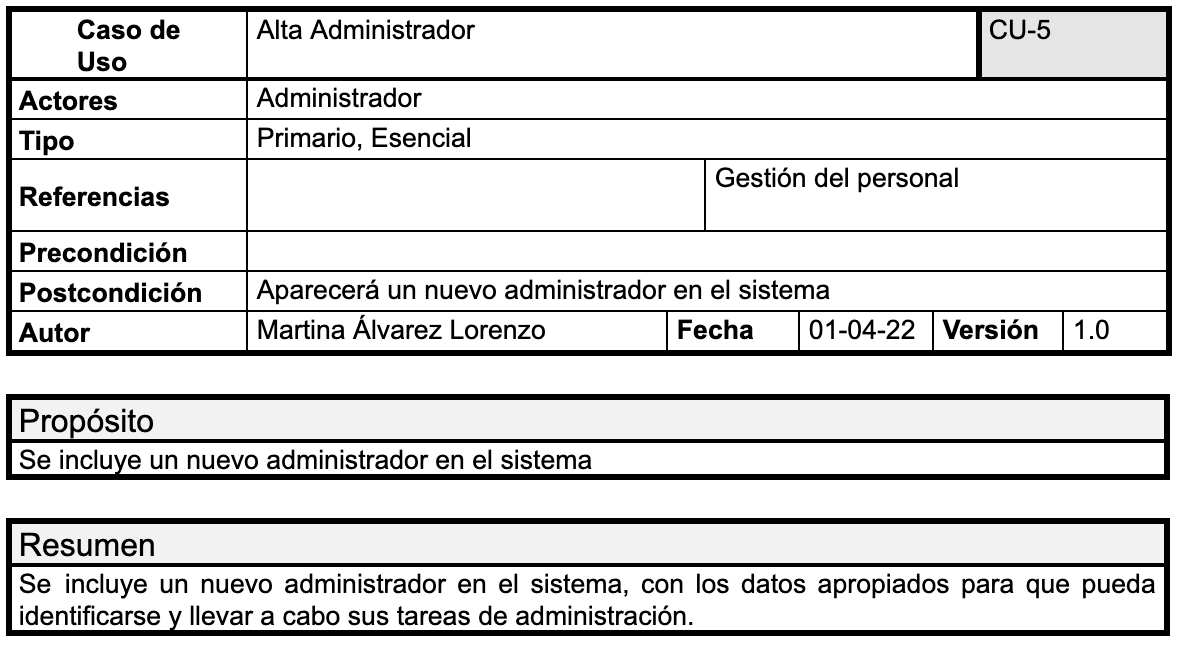 Caso de Uso Alta Administrador CU-5
Actores Administrador
Tipo Primario, Esencial
Referencias Gestión del personal
Precondición
Postcondición Aparecerá un nuevo administrador en el sistema
Autor Martina Álvarez Lorenzo Fecha 01-04-22 Versión 1.0
Propósito
Se incluye un nuevo administrador en el sistema
Resumen
Se incluye un nuevo administrador en el sistema, con los datos apropiados para que pueda
identificarse y llevar a cabo sus tareas de administración.